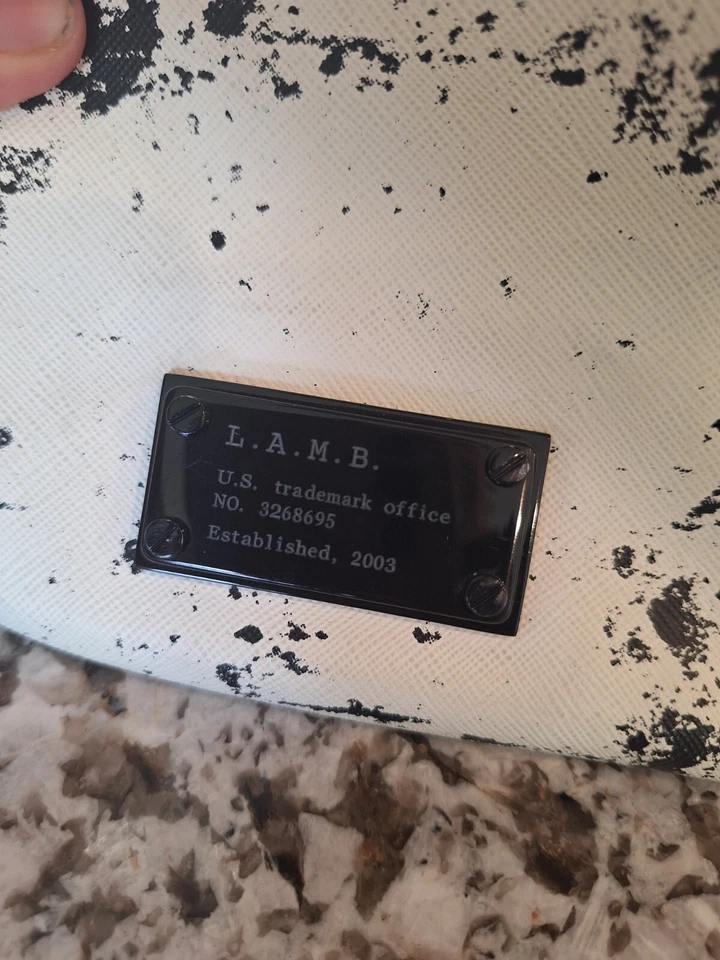 L.A.M.B.
U.S. trademark office
NO. 3268695
Established, 2003